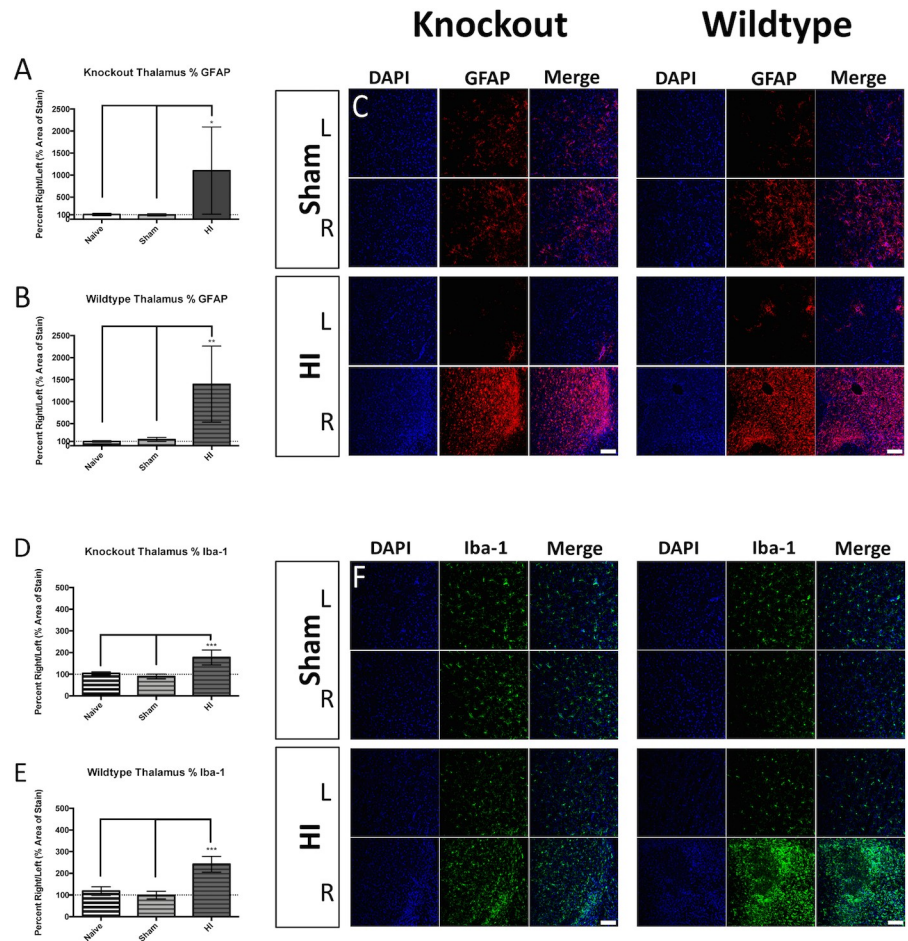 Knockout
Wildtype
A
Knockout Thalamus % GFAP
Percent Right/Left (% Area of Stain)
2500
2000
1500
1000
500
100
0
*
Naive
Sham
HI
B
Wildtype Thalamus % GFAP
Percent Right/Left (% Area of Stain)
2500
2000
1500
1000
500
100
0
**
Naive
Sham
HI
DAPI GFAP Merge
DAPI GFAP Merge
C
Sham
L
R
HI
L
R
D
Knockout Thalamus % Iba-1
Percent Right/Left (% Area of Stain)
500
400
300
200
100
0
***
Naive
Sham
HI
E
Wildtype Thalamus % Iba-1
Percent Right/Left (% Area of Stain)
500
400
300
200
100
0
***
Naive
Sham
HI
DAPI Iba-1 Merge
DAPI Iba-1 Merge
F
Sham
L
R
HI
L
R